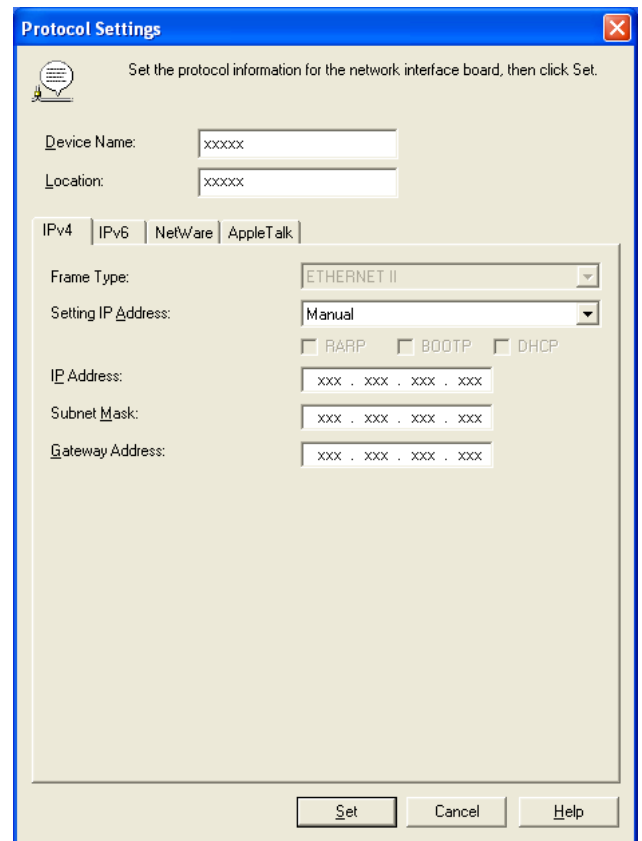 Protocol Settings
Set the protocol information for the network interface board, then click Set.
Device Name: xxxxx
Location: xxxxx
IPv4 IPv6 NetWare AppleTalk
Frame Type: ETHERNET II
Setting IP Address: Manual
RARP BOOTP DHCP
IP Address: xxx . xxx . xxx . xxx
Subnet Mask: xxx . xxx . xxx . xxx
Gateway Address: xxx . xxx . xxx . xxx
Set Cancel Help